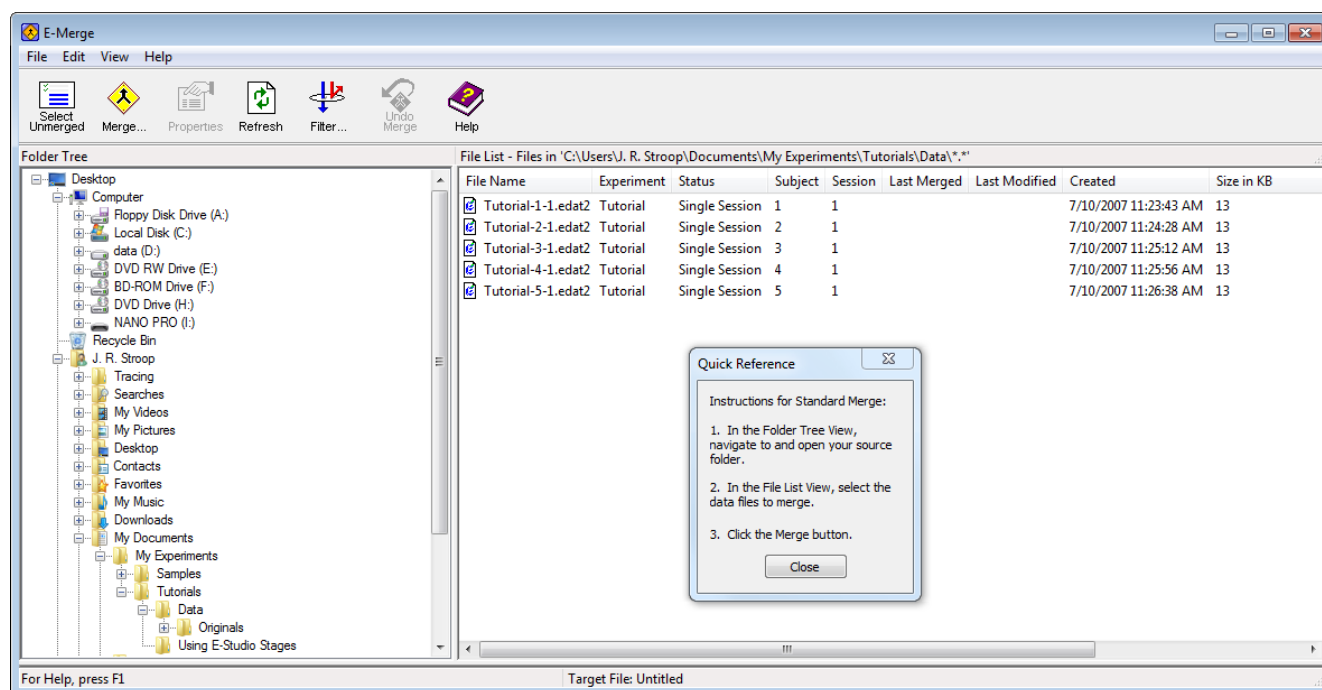 E-Merge
File Edit View Help
Select Unmerged Merge... Properties Refresh Filter... Undo Merge Help
Folder Tree
File List - Files in 'C:\Users\J. R. Stroop\Documents\My Experiments\Tutorials\Data\*.*'
Desktop
Computer
Floppy Disk Drive (A:)
Local Disk (C:)
data (D:)
DVD RW Drive (E:)
BD-ROM Drive (F:)
DVD Drive (H:)
NANO PRO (I:)
Recycle Bin
J. R. Stroop
Tracing
Searches
My Videos
My Pictures
Desktop
Contacts
Favorites
My Music
Downloads
My Documents
My Experiments
Samples
Tutorials
Data
Originals
Using E-Studio Stages
File Name Experiment Status Subject Session Last Merged Last Modified Created Size in KB
Tutorial-1-1.edat2 Tutorial Single Session 1 1 7/10/2007 11:23:43 AM 13
Tutorial-2-1.edat2 Tutorial Single Session 2 1 7/10/2007 11:24:28 AM 13
Tutorial-3-1.edat2 Tutorial Single Session 3 1 7/10/2007 11:25:12 AM 13
Tutorial-4-1.edat2 Tutorial Single Session 4 1 7/10/2007 11:25:56 AM 13
Tutorial-5-1.edat2 Tutorial Single Session 5 1 7/10/2007 11:26:38 AM 13
Quick Reference
Instructions for Standard Merge:
1. In the Folder Tree View,
navigate to and open your source
folder.
2. In the File List View, select the
data files to merge.
3. Click the Merge button.
Close
For Help, press F1
Target File: Untitled